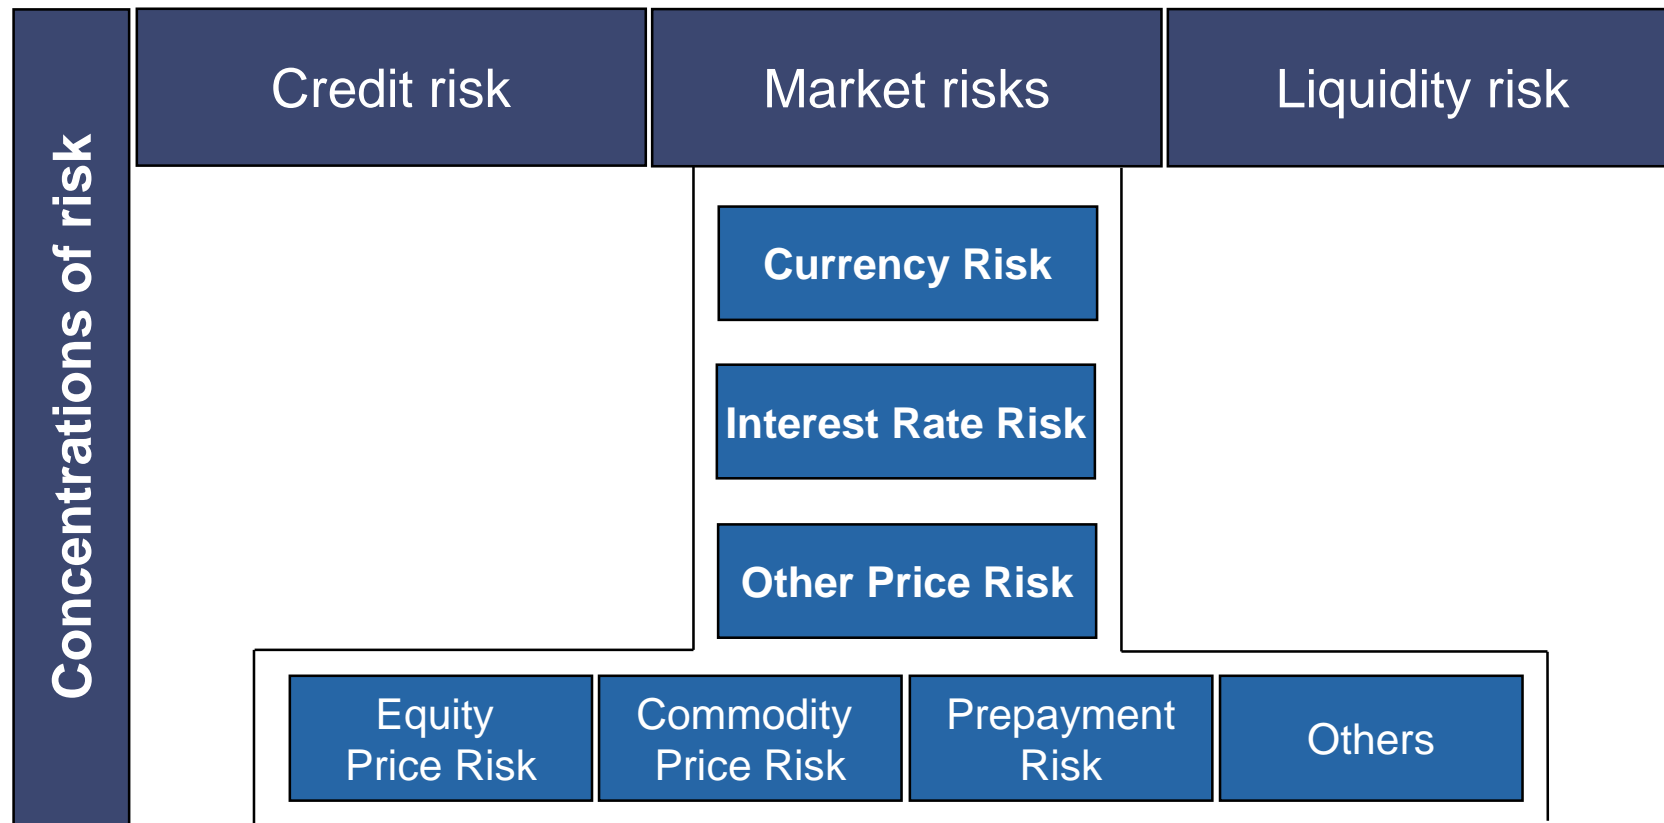 Concentrations of risk
Credit risk
Market risks
Liquidity risk
Currency Risk
Interest Rate Risk
Other Price Risk
Equity
Price Risk
Commodity
Price Risk
Prepayment
Risk
Others